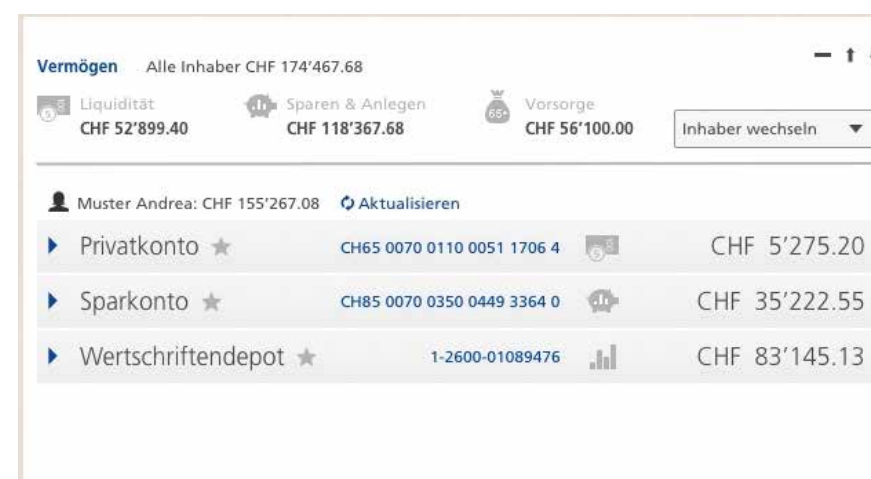 Vermögen Alle Inhaber CHF 174'467.68
Liquidität Sparen & Anlegen Vorsorge
CHF 52'899.40 CHF 118'367.68 CHF 56'100.00 Inhaber wechseln
Muster Andrea: CHF 155'267.08 Aktualisieren
Privatkonto CH65 0070 0110 0051 1706 4 CHF 5'275.20
Sparkonto CH85 0070 0350 0449 3364 0 CHF 35'222.55
Wertschriftendepot 1-2600-01089476 CHF 83'145.13